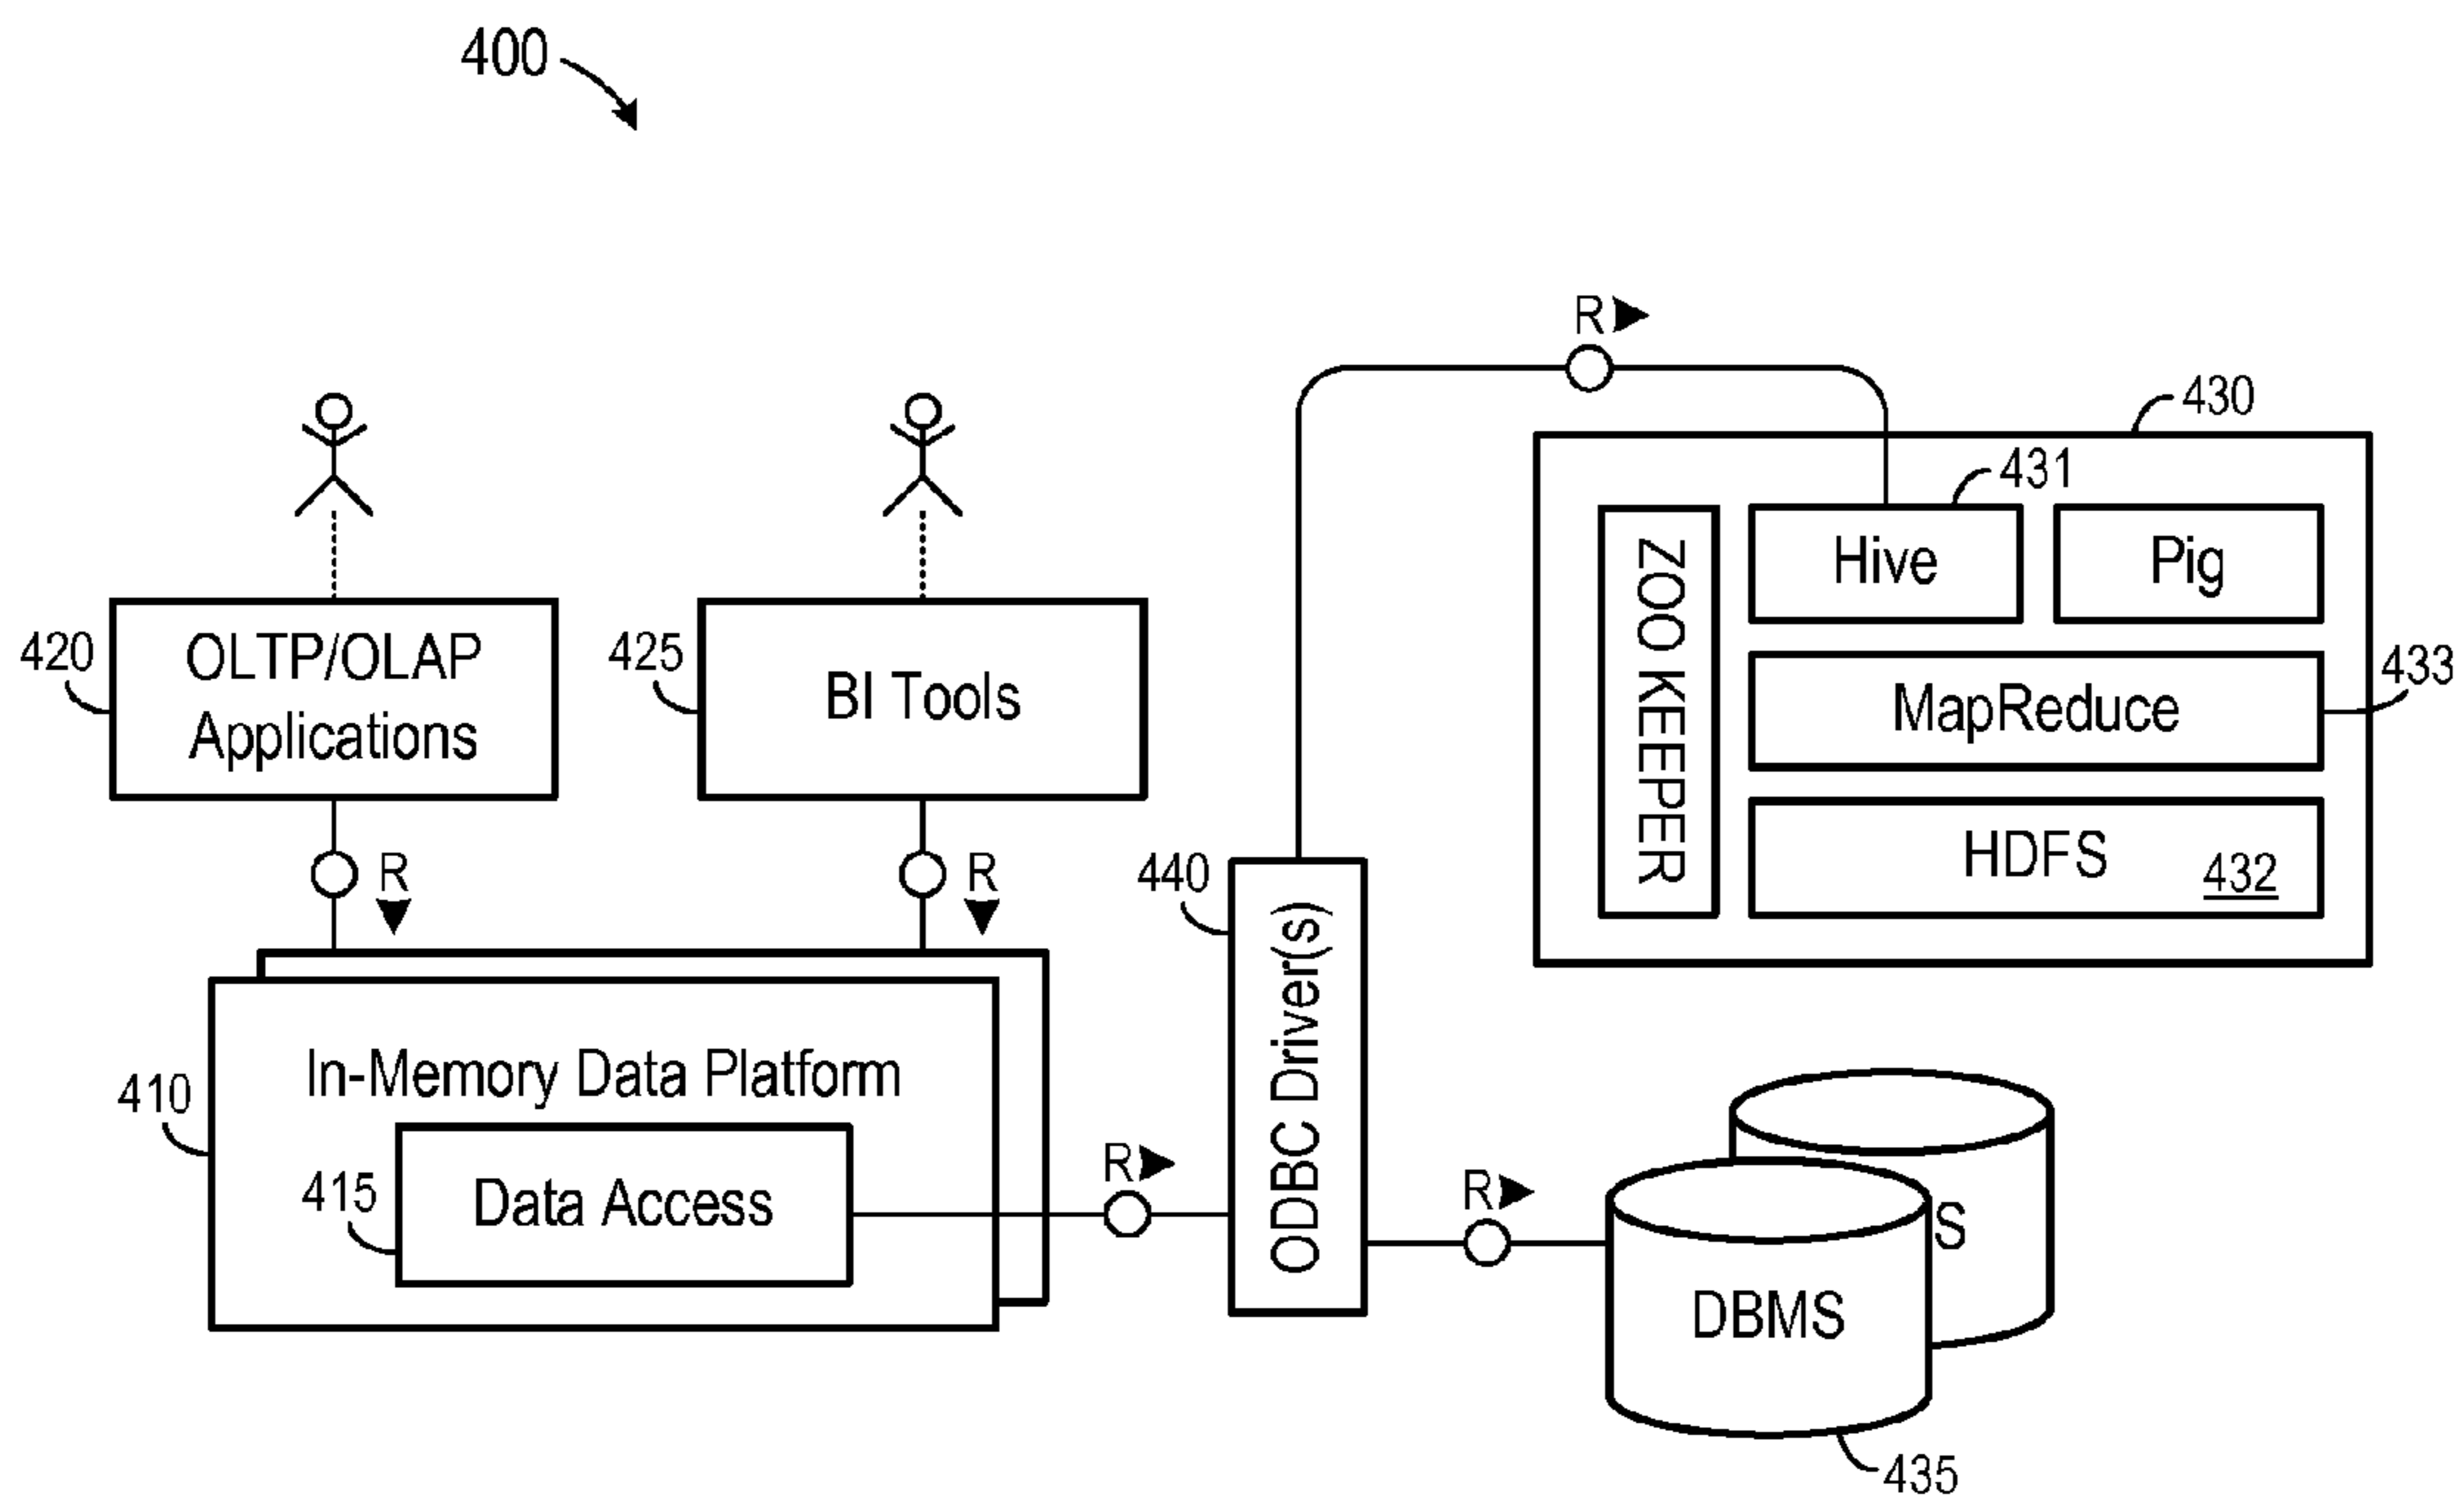 400
R
430
431
ZOO KEEPER
Hive
Pig
420
OLTP/OLAP
Applications
425
BI Tools
MapReduce
433
R
R
440
ODBC Driver(s)
HDFS
432
410
In-Memory Data Platform
415
Data Access
R
R
S
DBMS
435